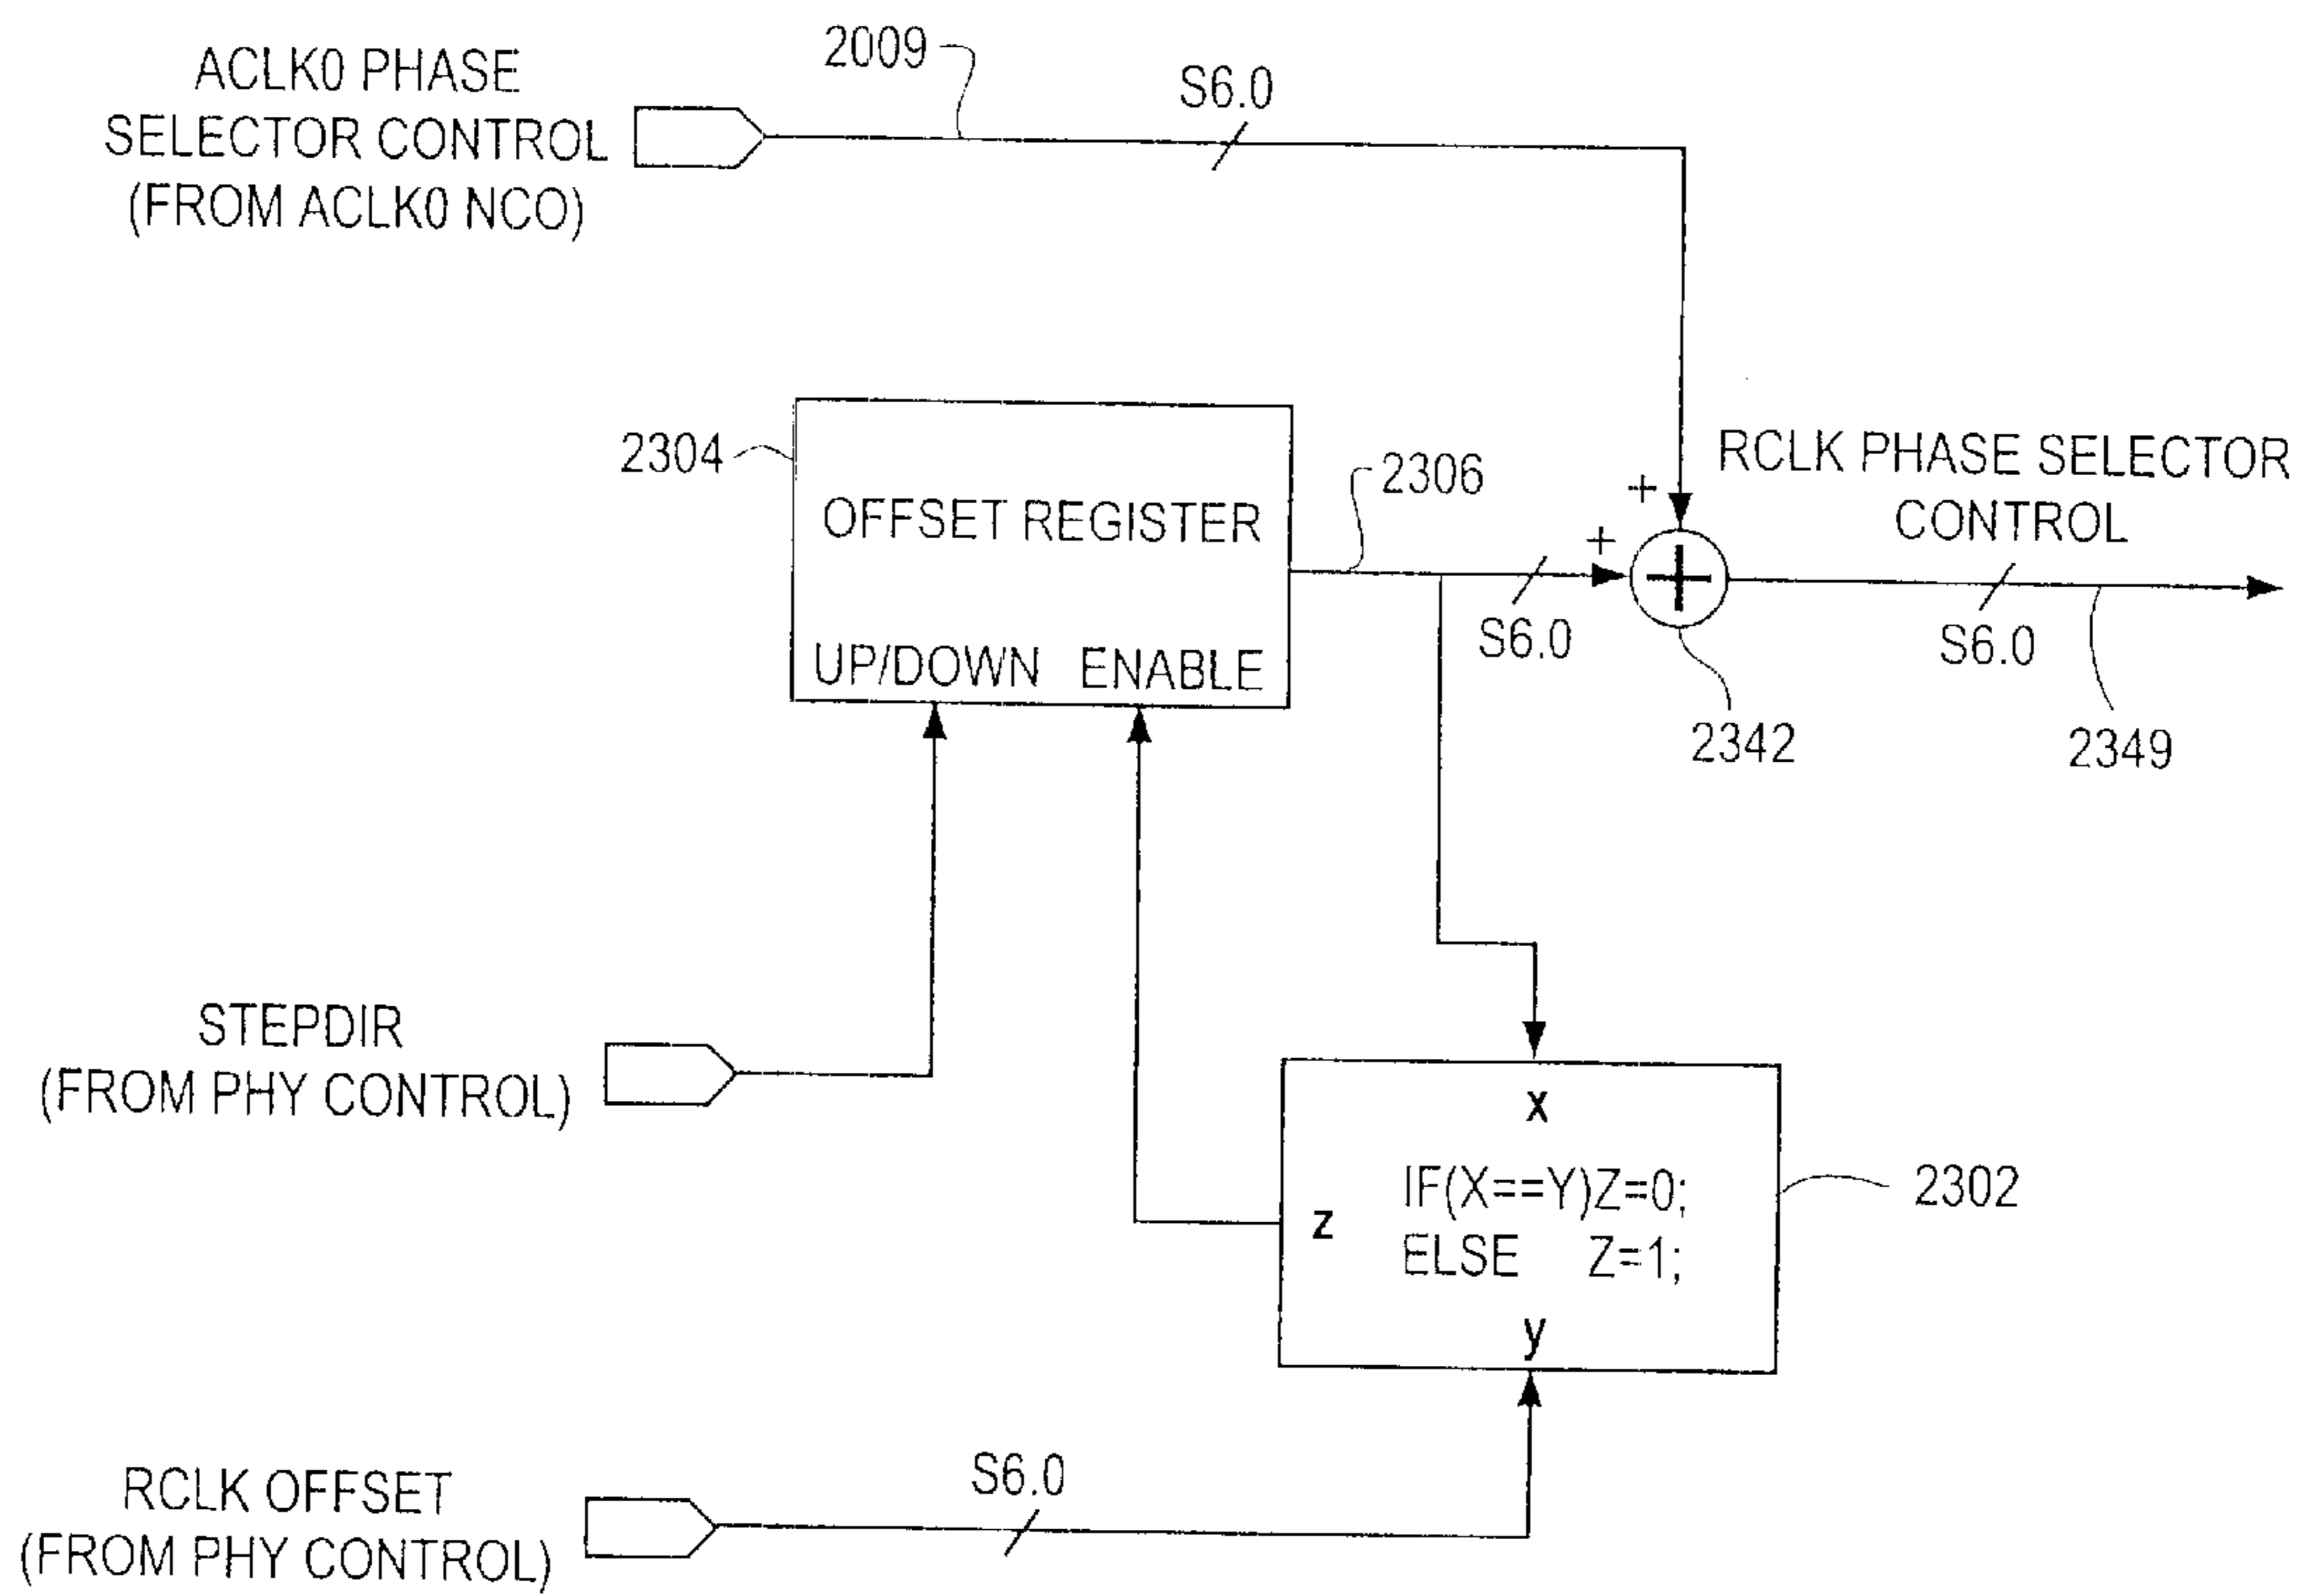 ACLK0 PHASE
SELECTOR CONTROL
(FROM ACLK0 NCO)
2009
S6.0
2304
OFFSET REGISTER
UP/DOWN ENABLE
2306
+
+
+
S6.0
RCLK PHASE SELECTOR
CONTROL
S6.0
2342
2349
STEPDIR
(FROM PHY CONTROL)
x
IF(X==Y)Z=0;
z
ELSE Z=1;
y
2302
RCLK OFFSET
(FROM PHY CONTROL)
S6.0